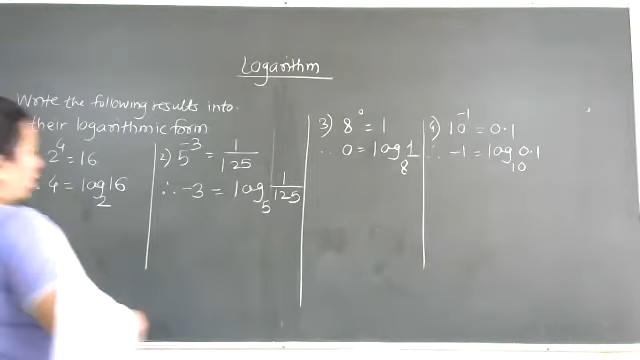 Logarithm
Write the following results into
their logarithmic form
2⁴ = 16
4 = log₂16
2) 5⁻³ = 1/125
∴ -3 = log₅ 1/125
3) 8⁰ = 1
∴ 0 = log₈1
4) 10⁻¹ = 0.1
∴ -1 = log₁₀0.1